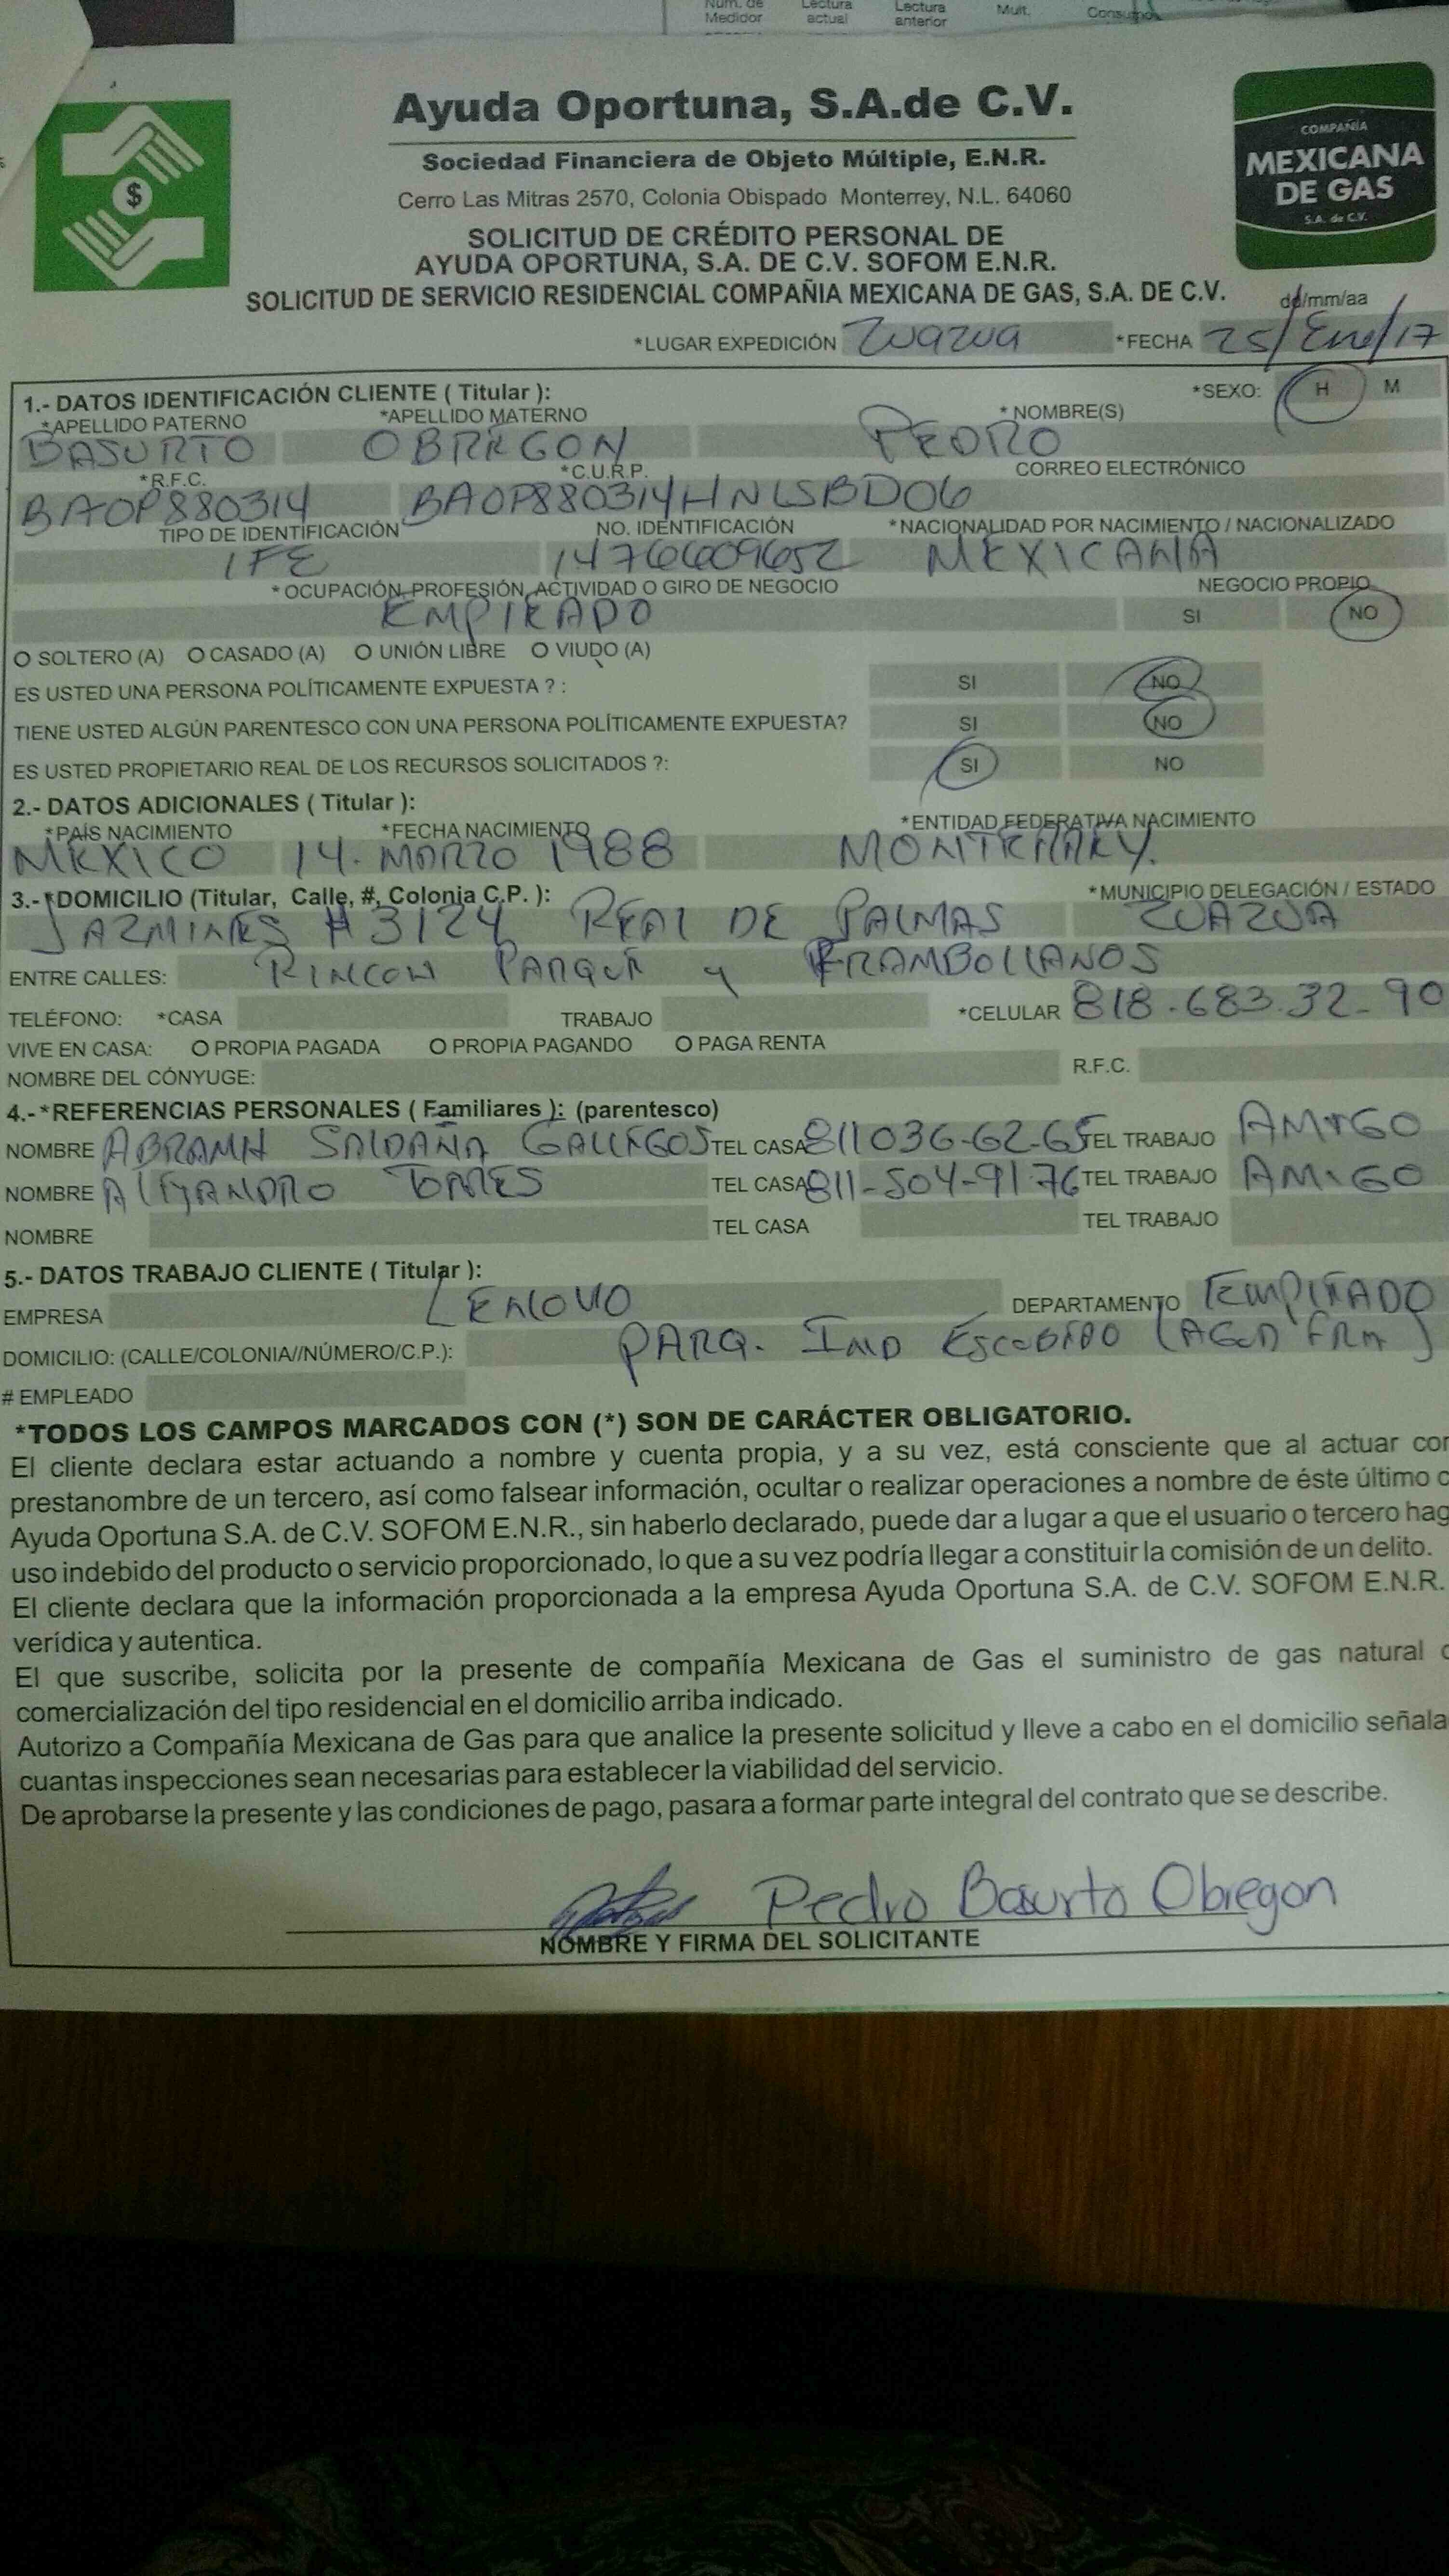 Núm. de Medidor Lectura actual Lectura anterior Mult. Consumo
Ayuda Oportuna, S.A.de C.V.
Sociedad Financiera de Objeto Múltiple, E.N.R.
Cerro Las Mitras 2570, Colonia Obispado Monterrey, N.L. 64060
COMPAÑIA
MEXICANA
DE GAS
S.A. de C.V.
$
SOLICITUD DE CRÉDITO PERSONAL DE
AYUDA OPORTUNA, S.A. DE C.V. SOFOM E.N.R.
SOLICITUD DE SERVICIO RESIDENCIAL COMPAÑIA MEXICANA DE GAS, S.A. DE C.V.
dd/mm/aa
*LUGAR EXPEDICIÓN Zuazua *FECHA 25/Ene/17
1.- DATOS IDENTIFICACIÓN CLIENTE ( Titular ): *SEXO: H M
*APELLIDO PATERNO *APELLIDO MATERNO * NOMBRE(S)
BASURTO OBREGON PEDRO
*R.F.C. *C.U.R.P. CORREO ELECTRÓNICO
BAOP880314 BAOP880314HNLSBD06
TIPO DE IDENTIFICACIÓN NO. IDENTIFICACIÓN *NACIONALIDAD POR NACIMIENTO / NACIONALIZADO
IFE 1476609652 MEXICANA
* OCUPACIÓN, PROFESIÓN, ACTIVIDAD O GIRO DE NEGOCIO NEGOCIO PROPIO
EMPLEADO SI NO
O SOLTERO (A) O CASADO (A) O UNIÓN LIBRE O VIUDO (A)
ES USTED UNA PERSONA POLÍTICAMENTE EXPUESTA ? : SI NO
TIENE USTED ALGÚN PARENTESCO CON UNA PERSONA POLÍTICAMENTE EXPUESTA? SI NO
ES USTED PROPIETARIO REAL DE LOS RECURSOS SOLICITADOS ?: SI NO
2.- DATOS ADICIONALES ( Titular ):
*PAÍS NACIMIENTO *FECHA NACIMIENTO *ENTIDAD FEDERATIVA NACIMIENTO
MEXICO 14. MARZO 1988 MONTERREY.
3.- *DOMICILIO (Titular, Calle, #, Colonia C.P. ): *MUNICIPIO DELEGACIÓN / ESTADO
JAZMINES #3124 REAL DE PALMAS ZUAZUA
ENTRE CALLES: RINCON PARQUE y FRAMBOLLANOS
TELÉFONO: *CASA TRABAJO *CELULAR 818.683.32-90
VIVE EN CASA: O PROPIA PAGADA O PROPIA PAGANDO O PAGA RENTA
NOMBRE DEL CÓNYUGE: R.F.C.
4.- *REFERENCIAS PERSONALES ( Familiares ): (parentesco)
NOMBRE ABRAMH SALDAÑA GALLEGOS TEL CASA 811036-62-65 TEL TRABAJO AMIGO
NOMBRE ALEJANDRO TORRES TEL CASA 811-504-91-76 TEL TRABAJO AMIGO
NOMBRE TEL CASA TEL TRABAJO
5.- DATOS TRABAJO CLIENTE ( Titular ):
EMPRESA LENOVO DEPARTAMENTO EMPLEADO
DOMICILIO: (CALLE/COLONIA//NÚMERO/C.P.): PARQ. IND ESCOBEDO
# EMPLEADO
*TODOS LOS CAMPOS MARCADOS CON (*) SON DE CARÁCTER OBLIGATORIO.
El cliente declara estar actuando a nombre y cuenta propia, y a su vez, está consciente que al actuar
prestanombre de un tercero, así como falsear información, ocultar o realizar operaciones a nombre de éste último
Ayuda Oportuna S.A. de C.V. SOFOM E.N.R., sin haberlo declarado, puede dar a lugar a que el usuario o tercero hag
uso indebido del producto o servicio proporcionado, lo que a su vez podría llegar a constituir la comisión de un delito.
El cliente declara que la información proporcionada a la empresa Ayuda Oportuna S.A. de C.V. SOFOM E.N.R.
verídica y autentica.
El que suscribe, solicita por la presente de compañía Mexicana de Gas el suministro de gas natural
comercialización del tipo residencial en el domicilio arriba indicado.
Autorizo a Compañía Mexicana de Gas para que analice la presente solicitud y lleve a cabo en el domicilio señala
cuantas inspecciones sean necesarias para establecer la viabilidad del servicio.
De aprobarse la presente y las condiciones de pago, pasara a formar parte integral del contrato que se describe.
Pedro Basurto Obregon
NOMBRE Y FIRMA DEL SOLICITANTE